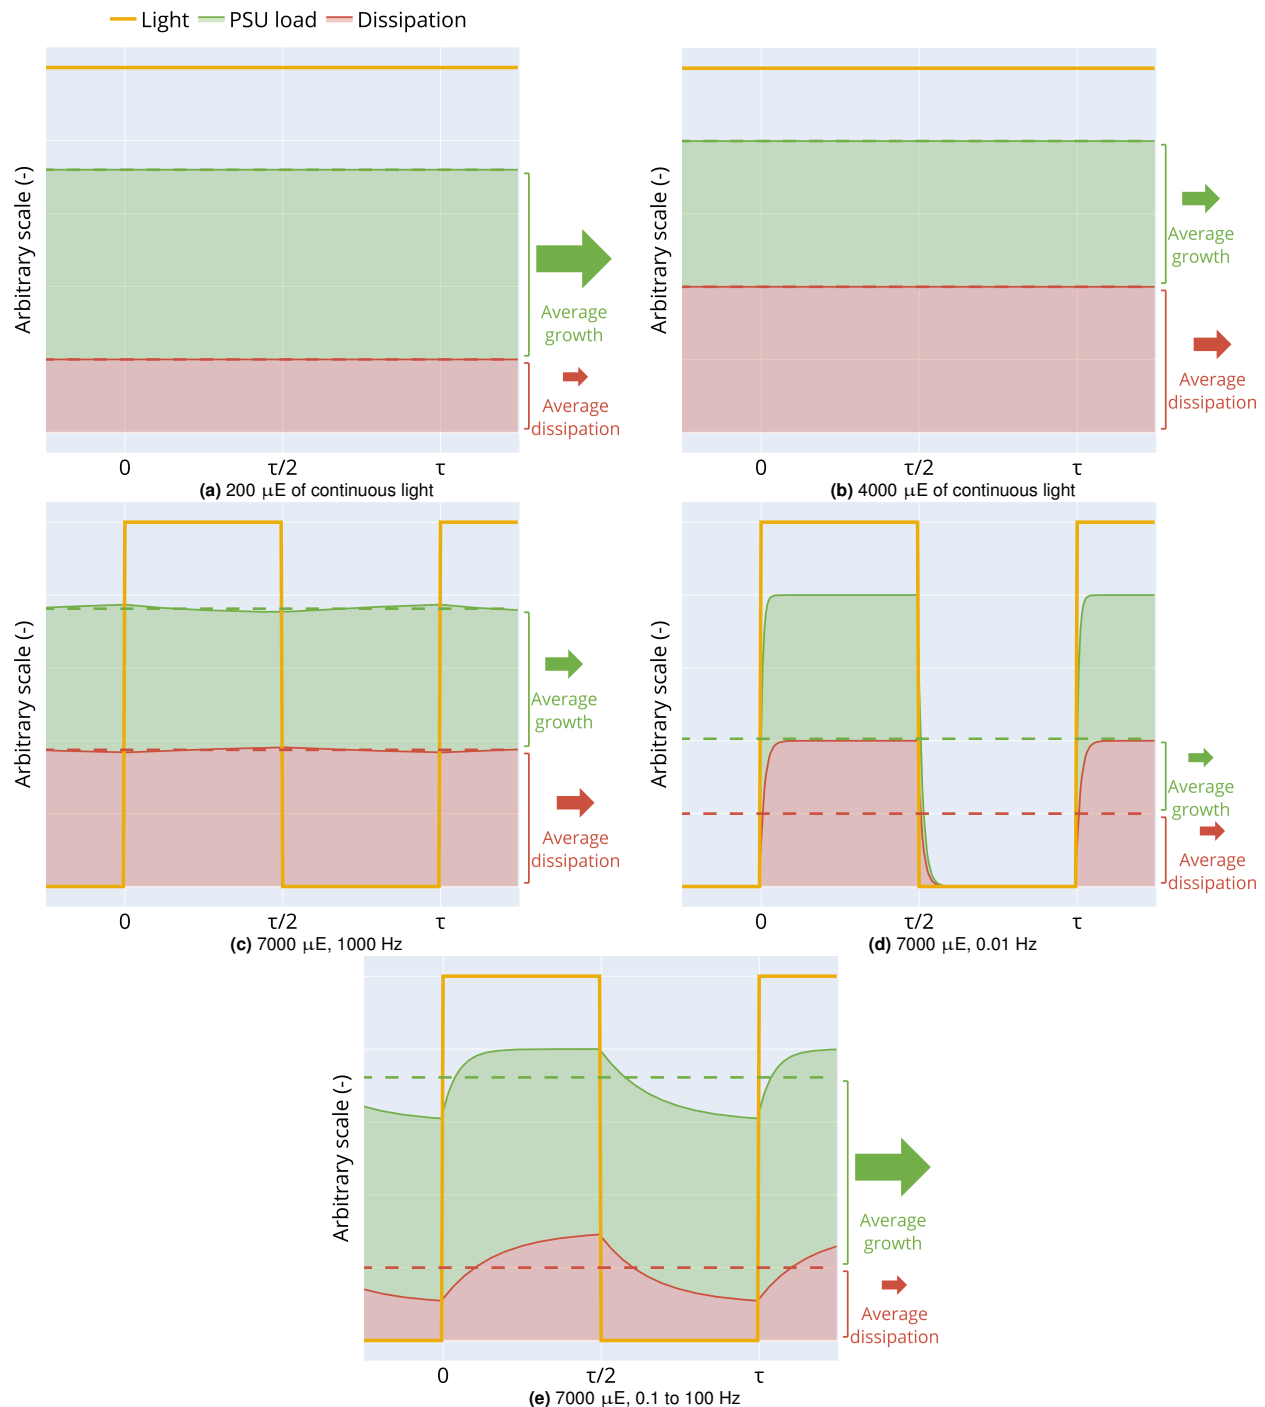 Light PSU load Dissipation
Arbitrary scale (-)
Average
growth
Average
dissipation
0 τ/2 τ
(a) 200 μE of continuous light
Arbitrary scale (-)
Average
growth
Average
dissipation
0 τ/2 τ
(b) 4000 μE of continuous light
Arbitrary scale (-)
Average
growth
Average
dissipation
0 τ/2 τ
(c) 7000 μE, 1000 Hz
Arbitrary scale (-)
Average
growth
Average
dissipation
0 τ/2 τ
(d) 7000 μE, 0.01 Hz
Arbitrary scale (-)
Average
growth
Average
dissipation
0 τ/2 τ
(e) 7000 μE, 0.1 to 100 Hz